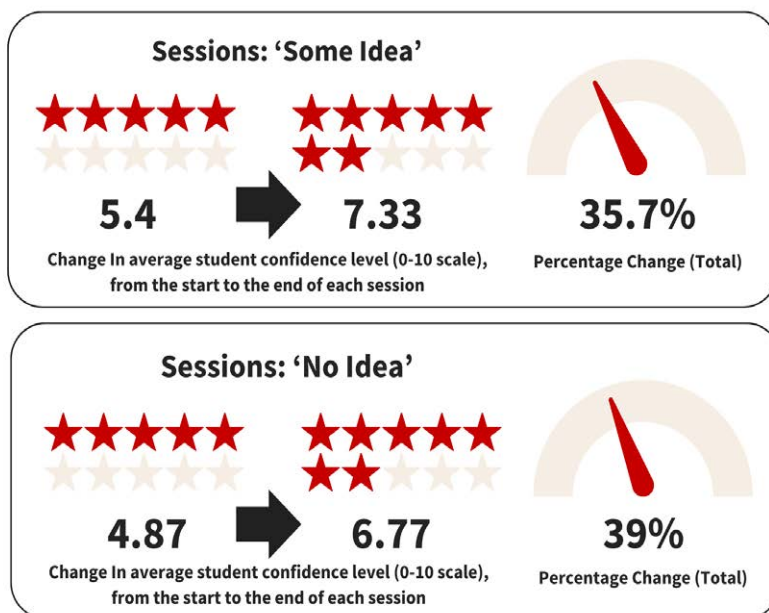 Sessions: ‘Some Idea’
5.4
7.33
35.7%
Change In average student confidence level (0-10 scale),
from the start to the end of each session
Percentage Change (Total)
Sessions: ‘No Idea’
4.87
6.77
39%
Change In average student confidence level (0-10 scale),
from the start to the end of each session
Percentage Change (Total)